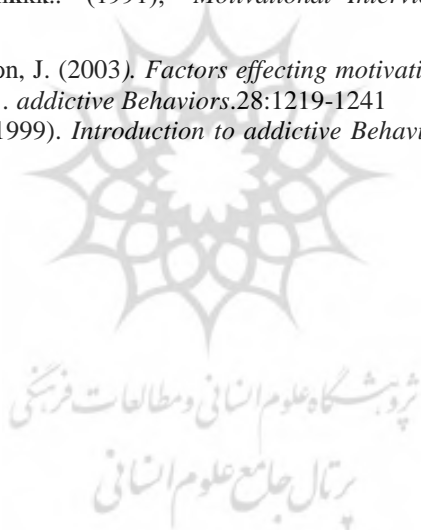 (1991), Motivational Intervie
on, J. (2003). Factors effecting motivati
. addictive Behaviors.28:1219-1241
1999). Introduction to addictive Behavi
پژوهشگاه علوم انسانی و مطالعات فرهنگی
پرتال جامع علوم انسانی